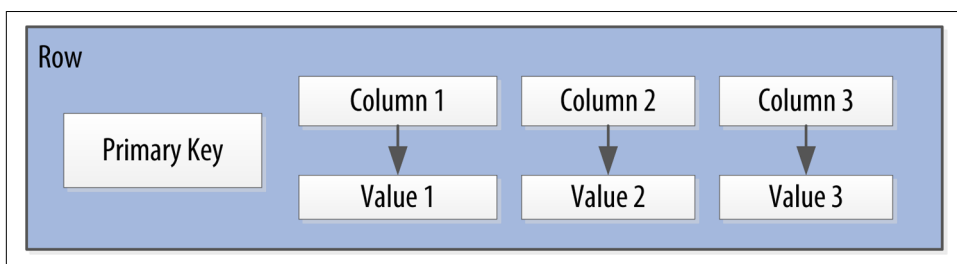 Row
Primary Key
Column 1
Column 2
Column 3
Value 1
Value 2
Value 3